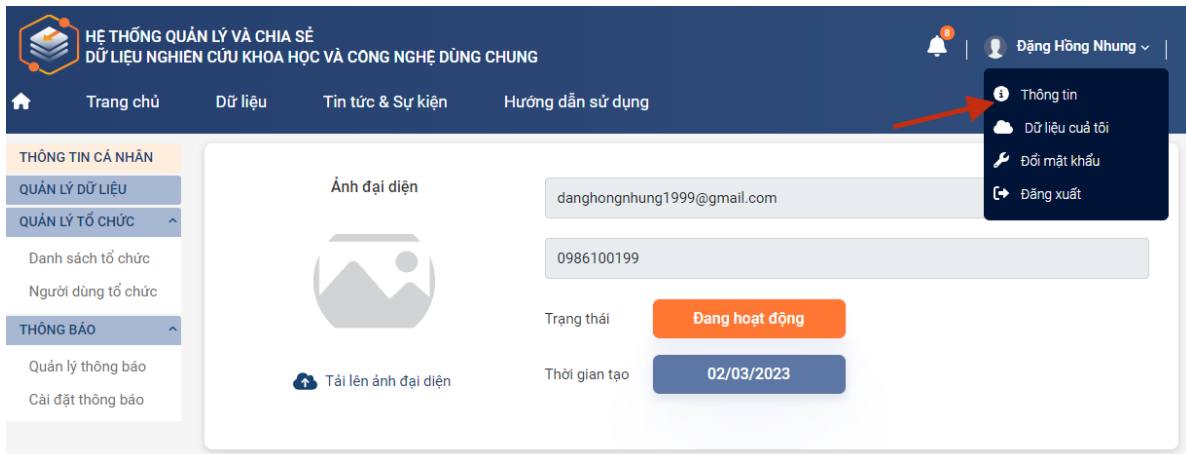 HỆ THỐNG QUẢN LÝ VÀ CHIA SẺ
DỮ LIỆU NGHIÊN CỨU KHOA HỌC VÀ CÔNG NGHỆ DÙNG CHUNG
8
Đặng Hồng Nhung
Trang chủ
Dữ liệu
Tin tức & Sự kiện
Hướng dẫn sử dụng
Thông tin
Dữ liệu cuả tôi
Đổi mật khẩu
Đăng xuất
THÔNG TIN CÁ NHÂN
QUẢN LÝ DỮ LIỆU
QUẢN LÝ TỔ CHỨC
Danh sách tổ chức
Người dùng tổ chức
THÔNG BÁO
Quản lý thông báo
Cài đặt thông báo
Ảnh đại diện
Tải lên ảnh đại diện
danghongnhung1999@gmail.com
0986100199
Trạng thái
Đang hoạt động
Thời gian tạo
02/03/2023